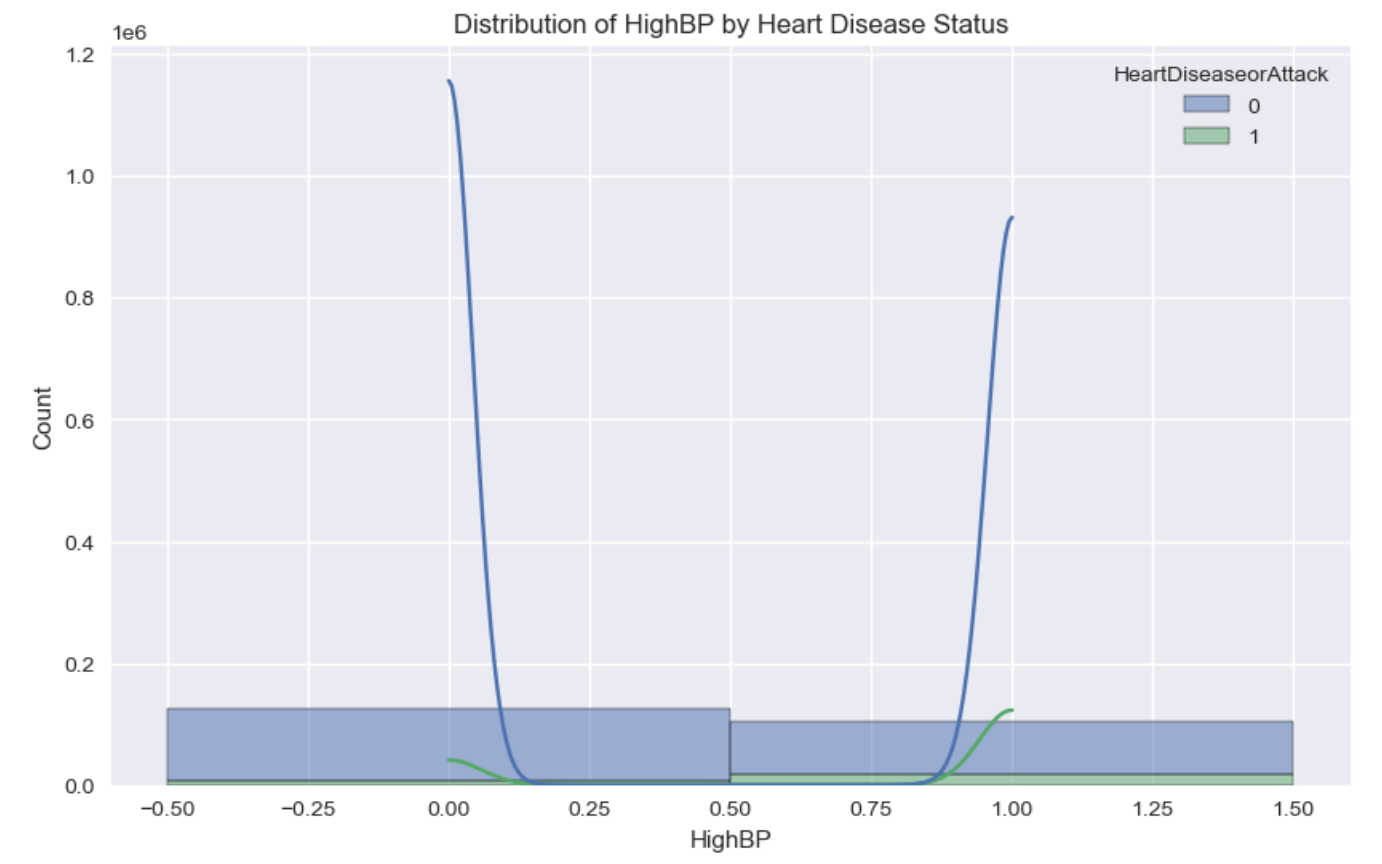 Distribution of HighBP by Heart Disease Status
1e6
HeartDiseaseorAttack
0
1
1.2
1.0
0.8
0.6
0.4
0.2
0.0
Count
−0.50 −0.25 0.00 0.25 0.50 0.75 1.00 1.25 1.50
HighBP